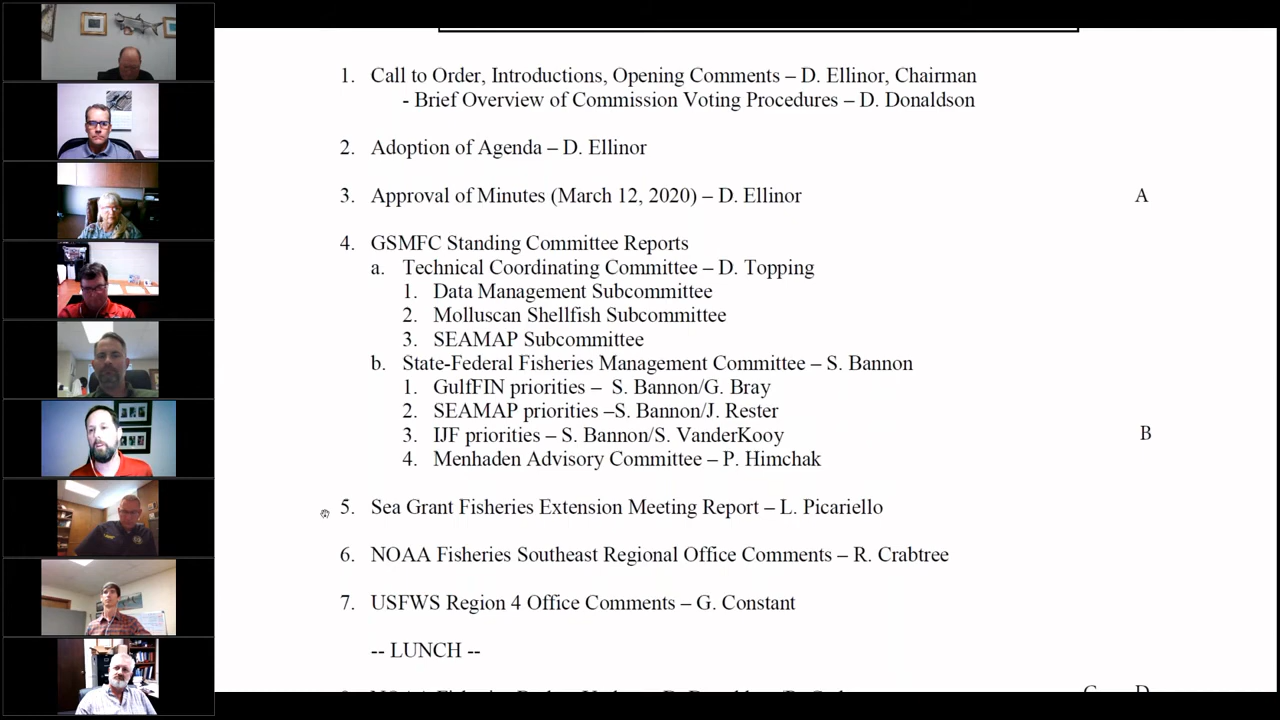 1. Call to Order, Introductions, Opening Comments – D. Ellinor, Chairman
- Brief Overview of Commission Voting Procedures – D. Donaldson
2. Adoption of Agenda – D. Ellinor
3. Approval of Minutes (March 12, 2020) – D. Ellinor A
4. GSMFC Standing Committee Reports
a. Technical Coordinating Committee – D. Topping
1. Data Management Subcommittee
2. Molluscan Shellfish Subcommittee
3. SEAMAP Subcommittee
b. State-Federal Fisheries Management Committee – S. Bannon
1. GulfFIN priorities – S. Bannon/G. Bray
2. SEAMAP priorities –S. Bannon/J. Rester
3. IJF priorities – S. Bannon/S. VanderKooy B
4. Menhaden Advisory Committee – P. Himchak
5. Sea Grant Fisheries Extension Meeting Report – L. Picariello
6. NOAA Fisheries Southeast Regional Office Comments – R. Crabtree
7. USFWS Region 4 Office Comments – G. Constant
-- LUNCH --